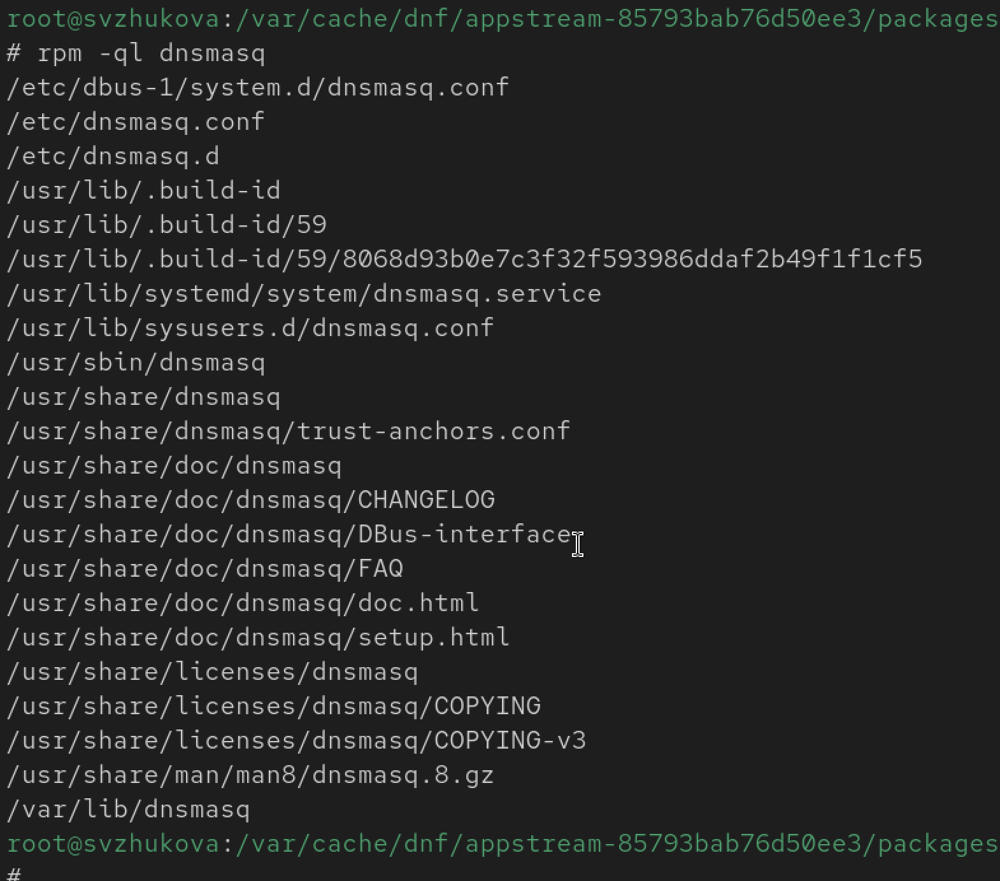 root@svzhukova:/var/cache/dnf/appstream-85793bab76d50ee3/packages
# rpm -ql dnsmasq
/etc/dbus-1/system.d/dnsmasq.conf
/etc/dnsmasq.conf
/etc/dnsmasq.d
/usr/lib/.build-id
/usr/lib/.build-id/59
/usr/lib/.build-id/59/8068d93b0e7c3f32f593986ddaf2b49f1f1cf5
/usr/lib/systemd/system/dnsmasq.service
/usr/lib/sysusers.d/dnsmasq.conf
/usr/sbin/dnsmasq
/usr/share/dnsmasq
/usr/share/dnsmasq/trust-anchors.conf
/usr/share/doc/dnsmasq
/usr/share/doc/dnsmasq/CHANGELOG
/usr/share/doc/dnsmasq/DBus-interface
/usr/share/doc/dnsmasq/FAQ
/usr/share/doc/dnsmasq/doc.html
/usr/share/doc/dnsmasq/setup.html
/usr/share/licenses/dnsmasq
/usr/share/licenses/dnsmasq/COPYING
/usr/share/licenses/dnsmasq/COPYING-v3
/usr/share/man/man8/dnsmasq.8.gz
/var/lib/dnsmasq
root@svzhukova:/var/cache/dnf/appstream-85793bab76d50ee3/packages
#